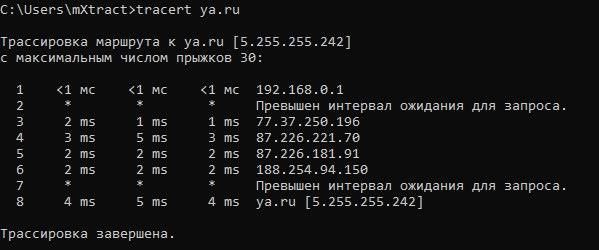 C:\Users\mXtract>tracert ya.ru
Трассировка маршрута к ya.ru [5.255.255.242]
с максимальным числом прыжков 30:
1 <1 мс <1 мс <1 мс 192.168.0.1
2 * * * Превышен интервал ожидания для запроса.
3 2 ms 1 ms 1 ms 77.37.250.196
4 3 ms 5 ms 3 ms 87.226.221.70
5 2 ms 2 ms 2 ms 87.226.181.91
6 2 ms 2 ms 2 ms 188.254.94.150
7 * * * Превышен интервал ожидания для запроса.
8 4 ms 5 ms 4 ms ya.ru [5.255.255.242]
Трассировка завершена.